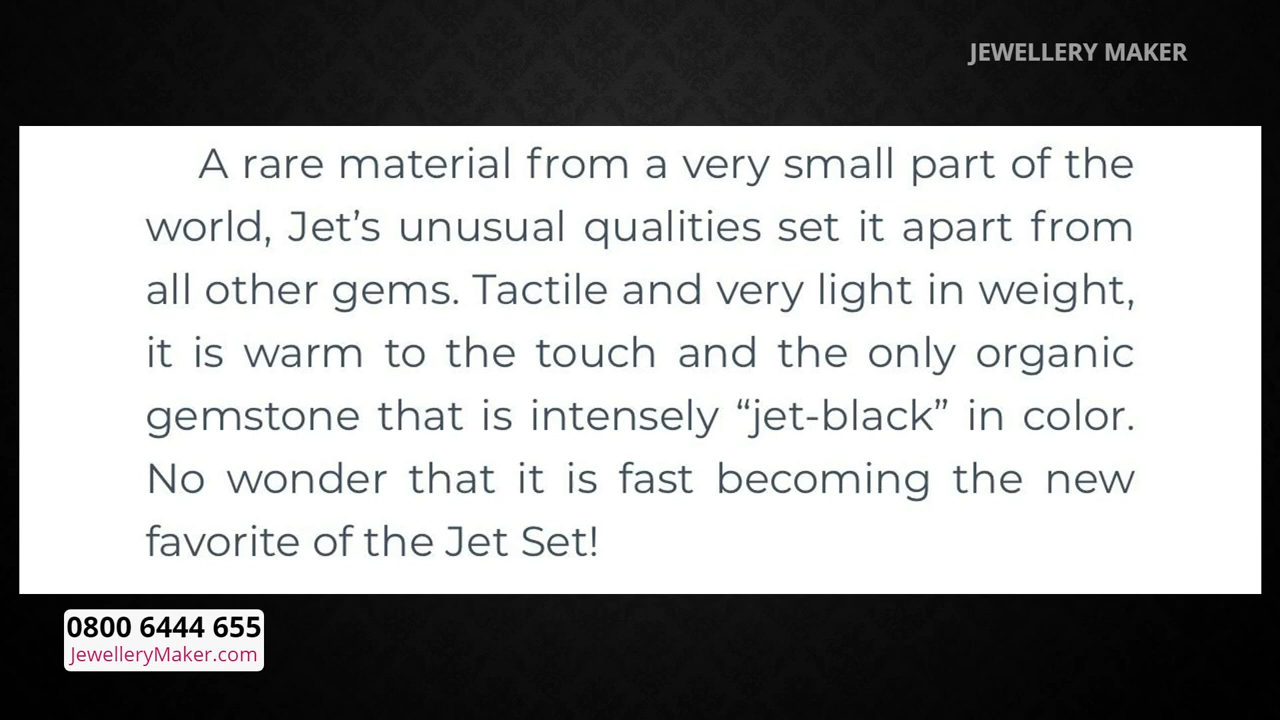 JEWELLERY MAKER
A rare material from a very small part of the
world, Jet’s unusual qualities set it apart from
all other gems. Tactile and very light in weight,
it is warm to the touch and the only organic
gemstone that is intensely “jet-black” in color.
No wonder that it is fast becoming the new
favorite of the Jet Set!
0800 6444 655
JewelleryMaker.com